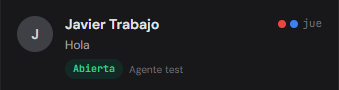 J
Javier Trabajo
jue
Hola
Abierta
Agente test